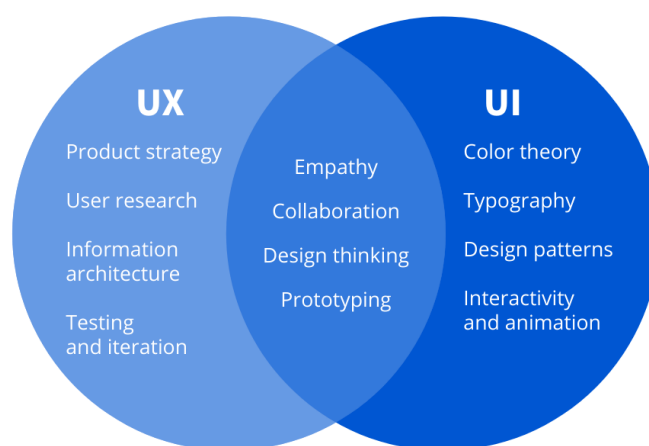 UX
Product strategy
User research
Information
architecture
Testing
and iteration
Empathy
Collaboration
Design thinking
Prototyping
UI
Color theory
Typography
Design patterns
Interactivity
and animation